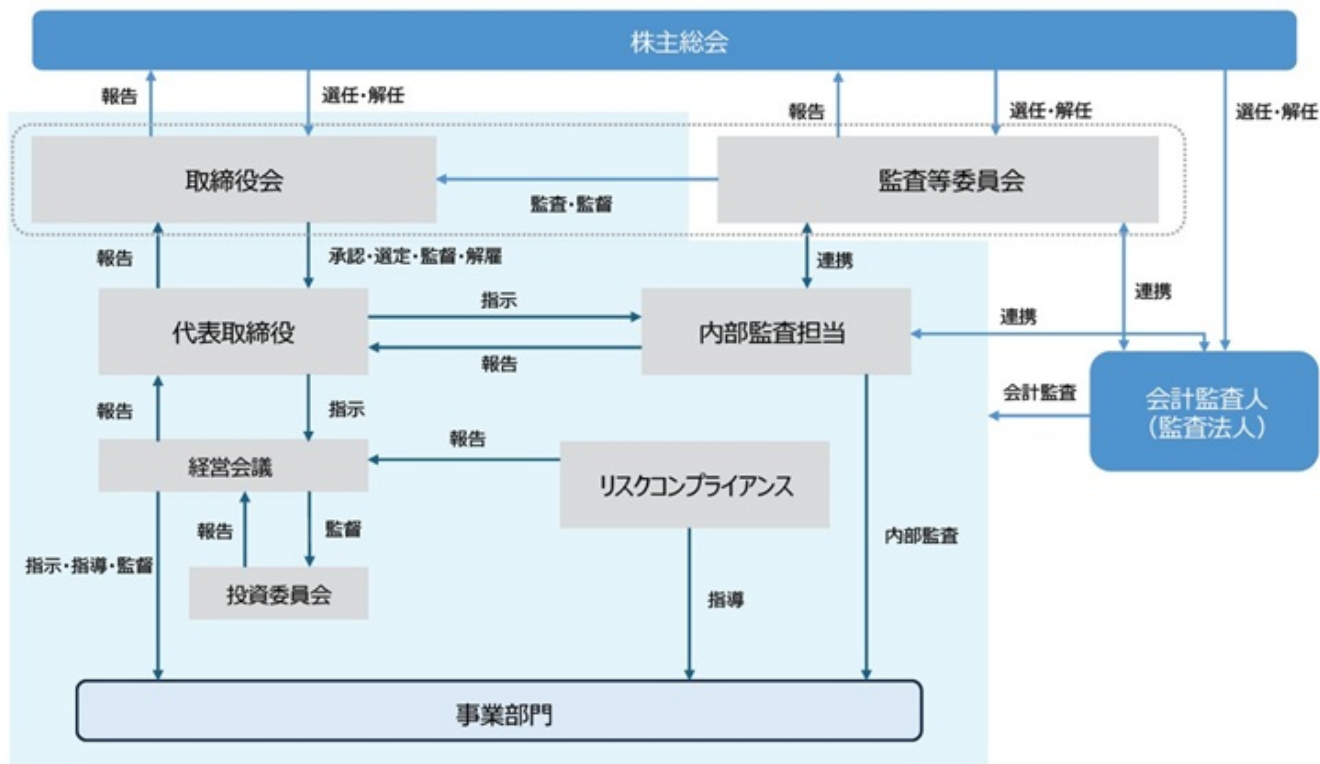 株主総会
報告
選任・解任
報告
選任・解任
選任・解任
取締役会
監査等委員会
監査・監督
報告
承認・選定・監督・解雇
連携
連携
代表取締役
指示
内部監査担当
連携
報告
報告
指示
会計監査
会計監査人
（監査法人）
経営会議
報告
リスクコンプライアンス
報告
監督
内部監査
指示・指導・監督
投資委員会
指導
事業部門